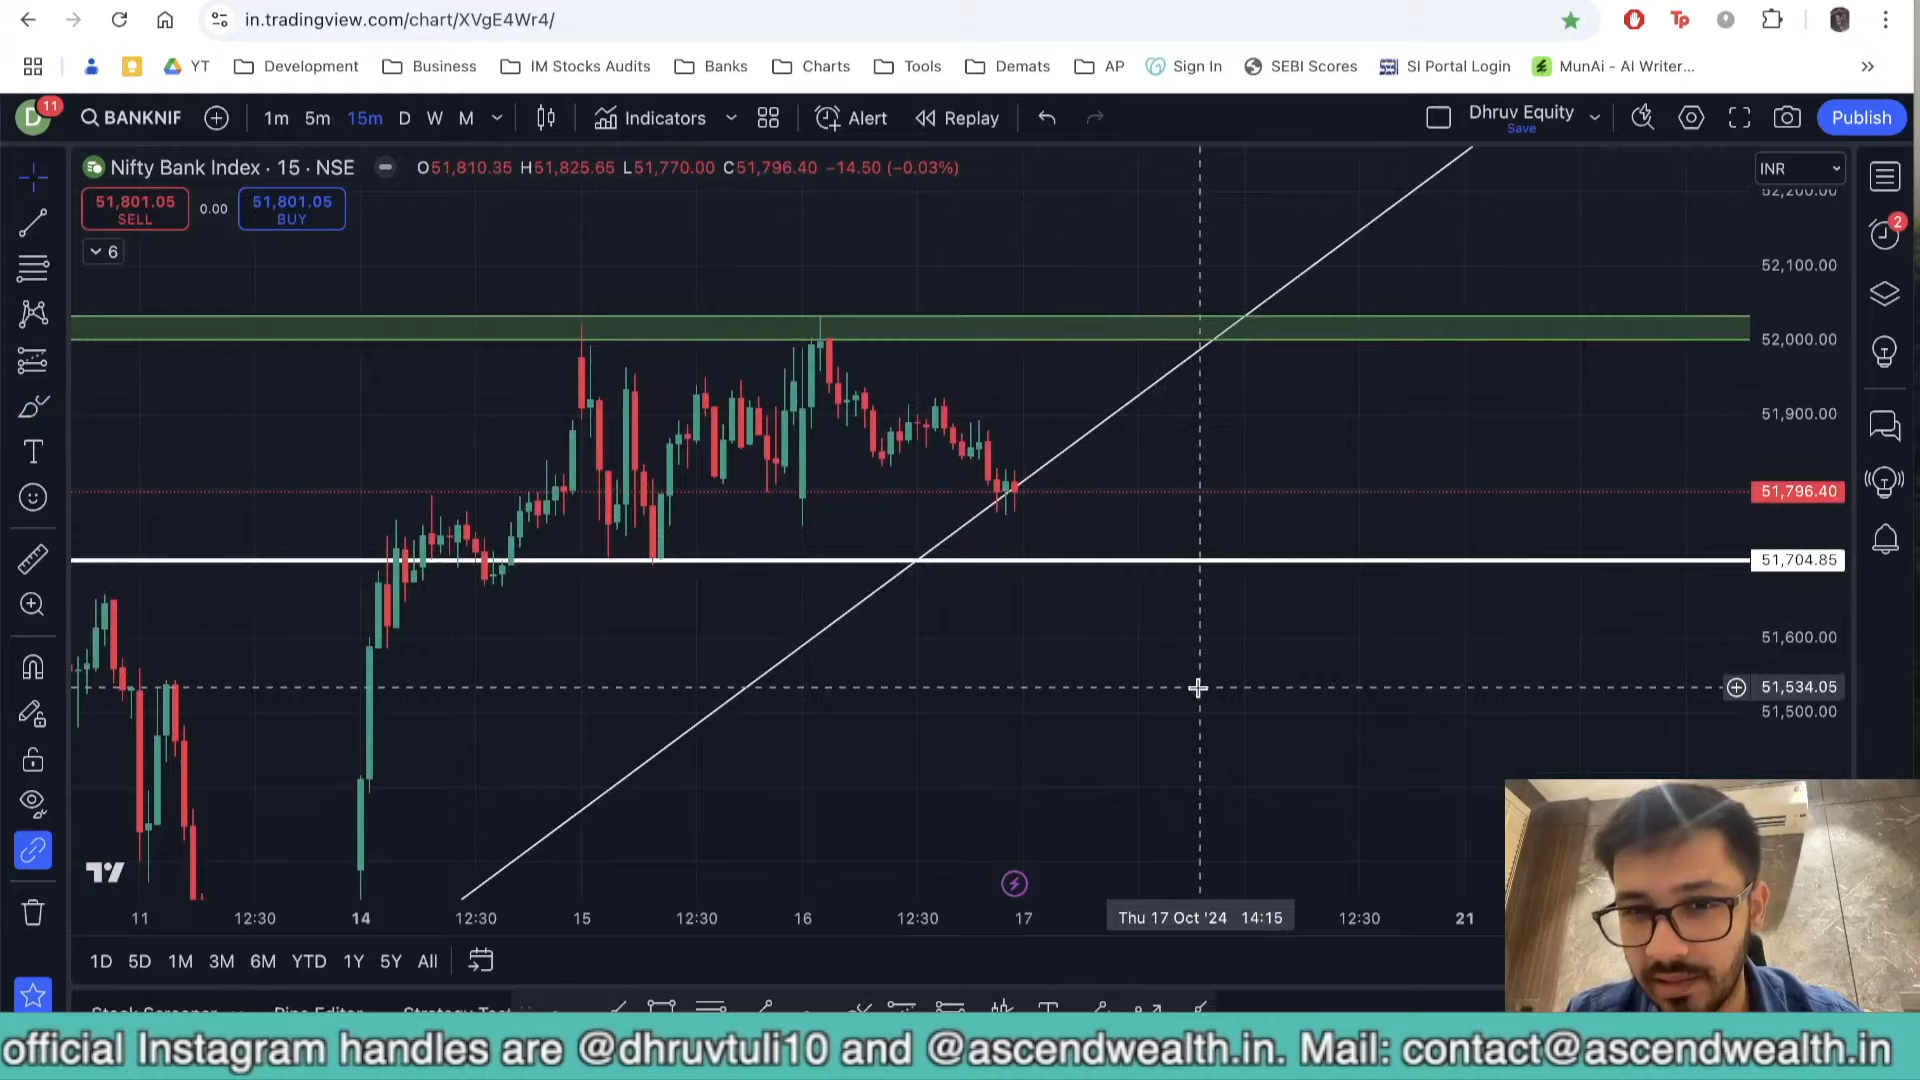 in.tradingview.com/chart/XVgE4Wr4/
Tp
YT Development Business IM Stocks Audits Banks Charts Tools Demats AP Sign In SEBI Scores SI Portal Login MunAi - AI Writer...
D 11 BANKNIF 1m 5m 15m D W M Indicators Alert Replay Dhruv Equity Save Publish
Nifty Bank Index · 15 · NSE O51,810.35 H51,825.65 L51,770.00 C51,796.40 −14.50 (−0.03%) INR
51,801.05 SELL 0.00 51,801.05 BUY
6
2
52,200.00
52,100.00
52,000.00
51,900.00
51,796.40
51,704.85
51,600.00
51,534.05
51,500.00
11 12:30 14 12:30 15 12:30 16 12:30 17 Thu 17 Oct '24 14:15 12:30 21
1D 5D 1M 3M 6M YTD 1Y 5Y All
official Instagram handles are @dhruvtuli10 and @ascendwealth.in. Mail: contact@ascendwealth.in